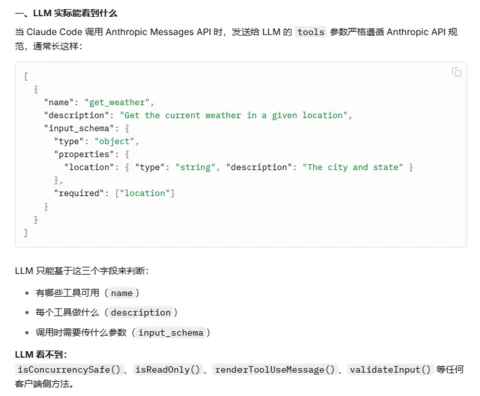 一、LLM 实际能看到什么
当 Claude Code 调用 Anthropic Messages API 时，发送给 LLM 的 tools 参数严格遵循 Anthropic API 规
范，通常长这样：
[
  {
    "name": "get_weather",
    "description": "Get the current weather in a given location",
    "input_schema": {
      "type": "object",
      "properties": {
        "location": { "type": "string", "description": "The city and state" }
      },
      "required": ["location"]
    }
  }
]
LLM 只能基于这三个字段来判断：
• 有哪些工具可用（name）
• 每个工具做什么（description）
• 调用时需要传什么参数（input_schema）
LLM 看不到：
isConcurrencySafe()、isReadOnly()、renderToolUseMessage()、validateInput() 等任何
客户端侧方法。